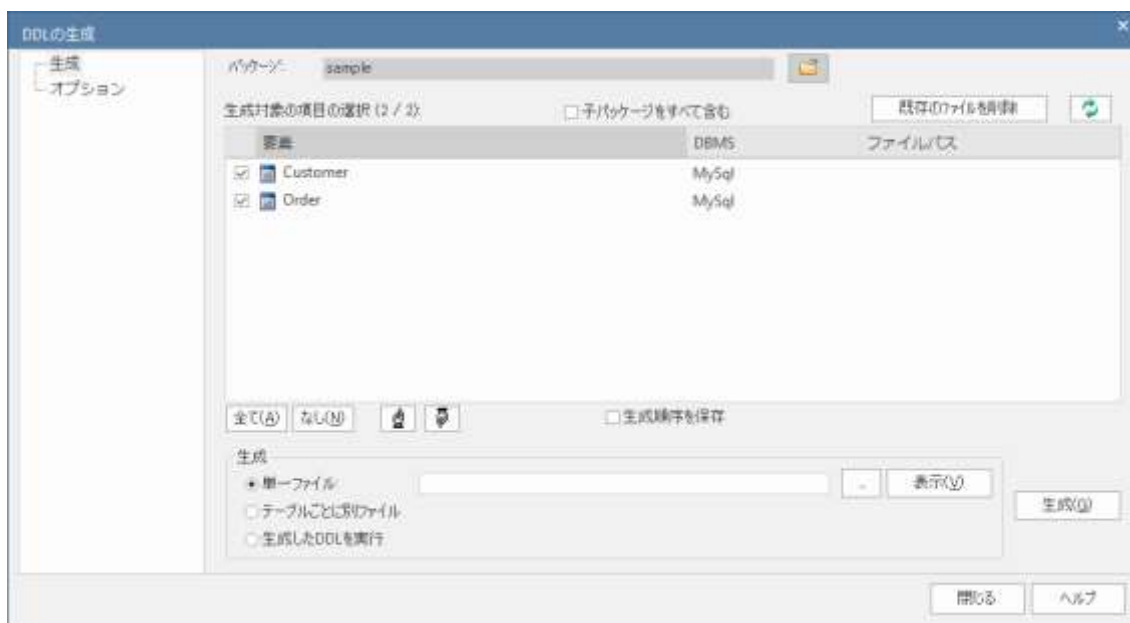 DDLの生成
生成
オプション
パッケージ: sample
生成対象の項目の選択 (2 / 2): 子パッケージをすべて含む 既存のファイルを削除
要素 DBMS ファイルパス
Customer MySql
Order MySql
全て(A) なし(N) 生成順序を保存
生成
単一ファイル 表示(V)
テーブルごとに別ファイル 生成(G)
生成したDDLを実行
閉じる ヘルプ